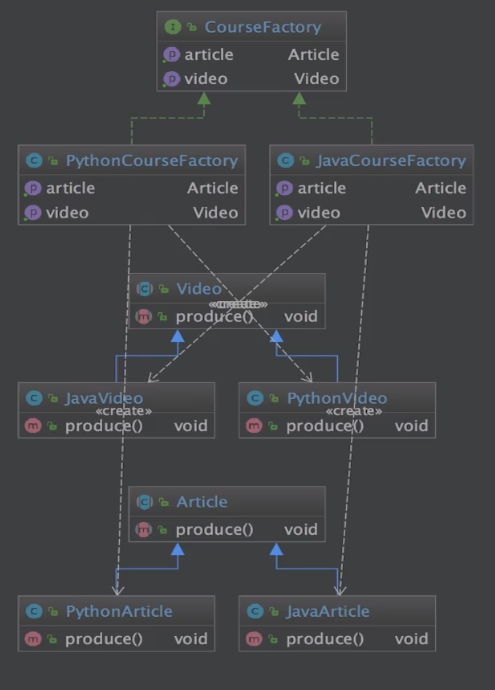 CourseFactory
article Article
video Video
PythonCourseFactory
article Article
video Video
JavaCourseFactory
article Article
video Video
Video
«create»
«create»
produce() void
JavaVideo
«create»
produce() void
PythonVideo
«create»
produce() void
Article
produce() void
PythonArticle
produce() void
JavaArticle
produce() void